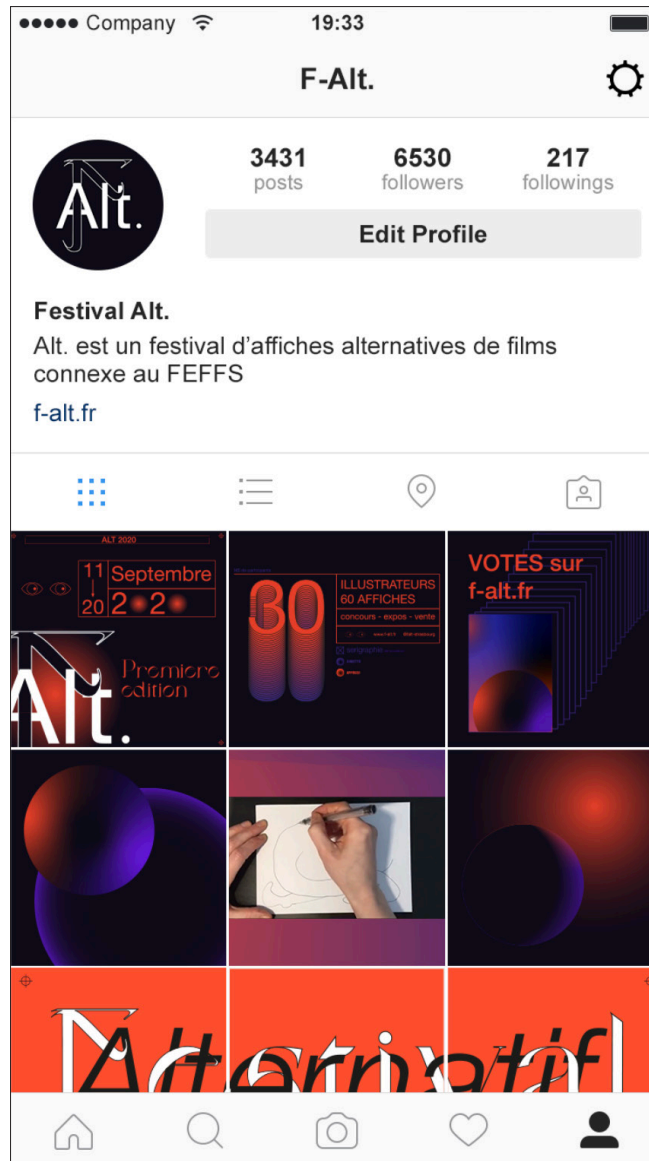 Company
19:33
F-Alt.
Alt.
3431
posts
6530
followers
217
followings
Edit Profile
Festival Alt.
Alt. est un festival d’affiches alternatives de films
connexe au FEFFS
f-alt.fr
ALT 2020
11
20
Septembre
2020
Alt.
Premiere
edition
30
ILLUSTRATEURS
60 AFFICHES
concours - expos - vente
VOTES sur
f-alt.fr
Festival
Alternatif